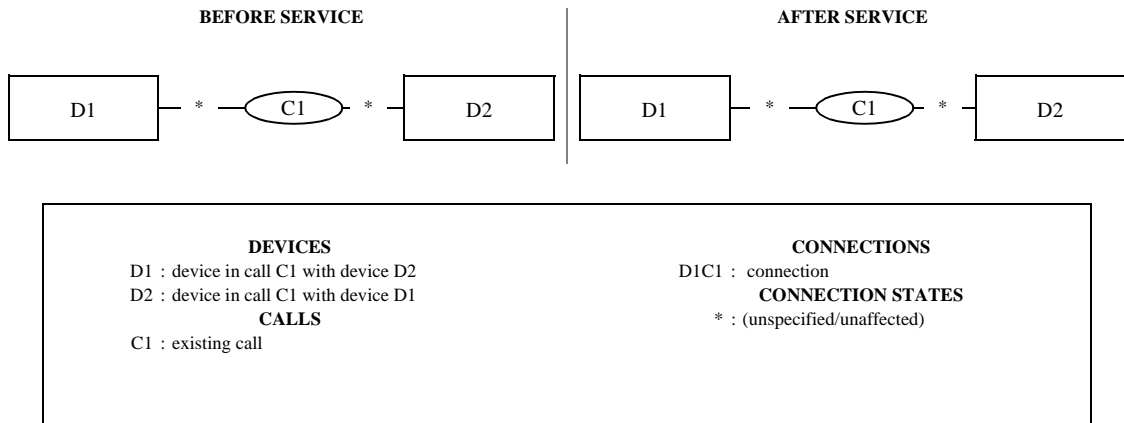 BEFORE SERVICE
AFTER SERVICE
D1 * C1 * D2
D1 * C1 * D2
DEVICES
D1 : device in call C1 with device D2
D2 : device in call C1 with device D1
CALLS
C1 : existing call
CONNECTIONS
D1C1 : connection
CONNECTION STATES
* : (unspecified/unaffected)